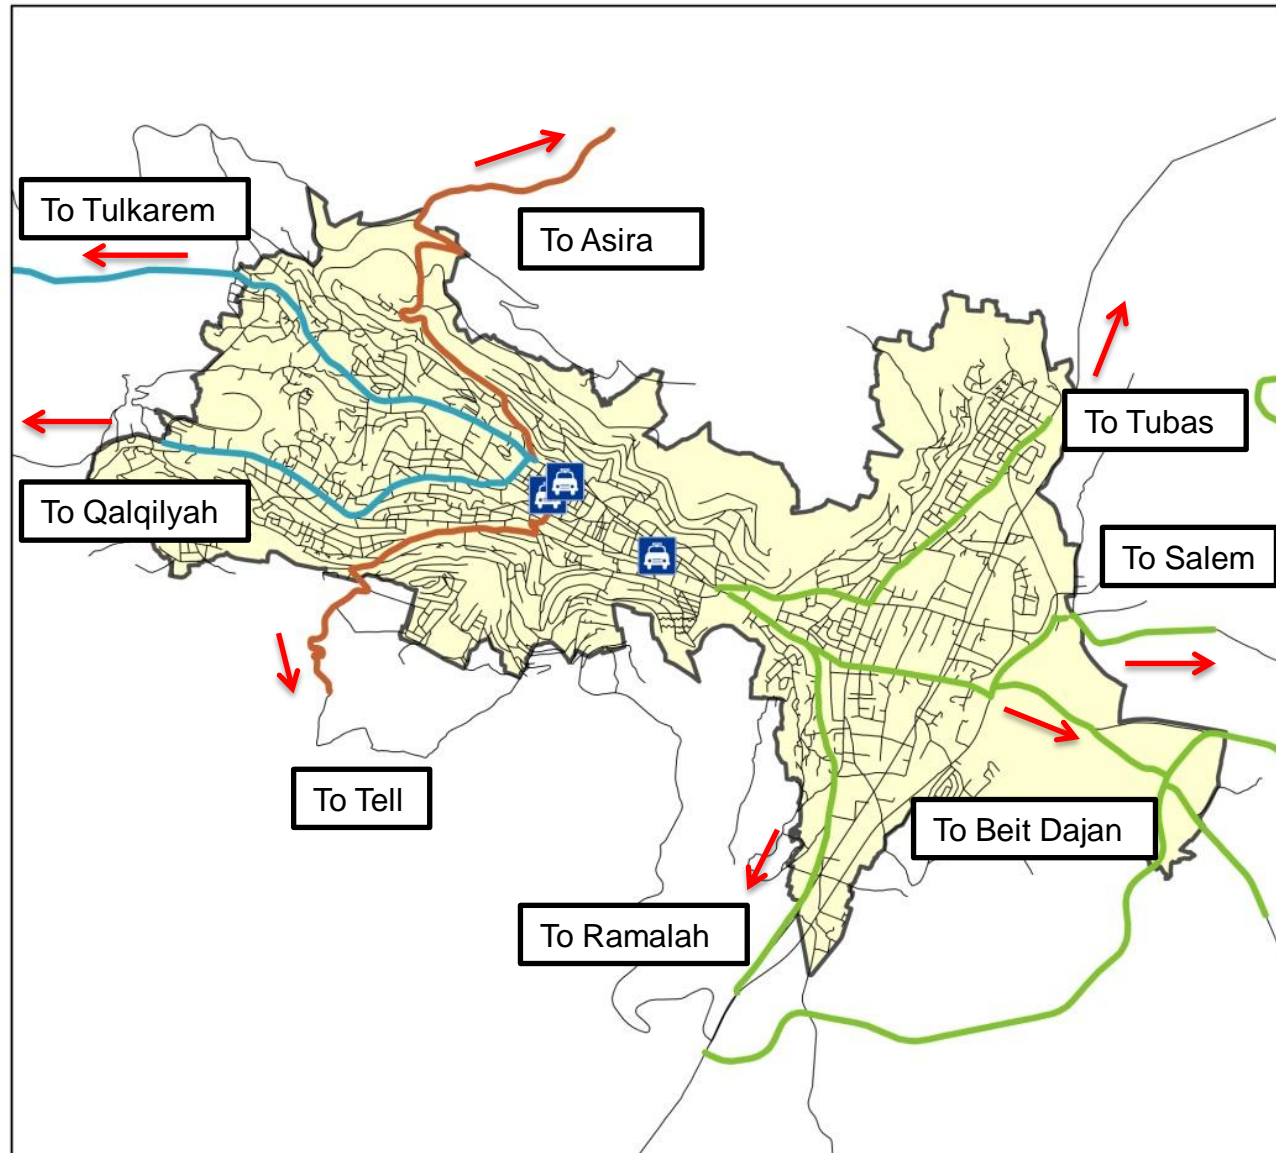 To Tulkarem
To Asira
To Tubas
To Qalqilyah
To Salem
To Tell
To Beit Dajan
To Ramalah